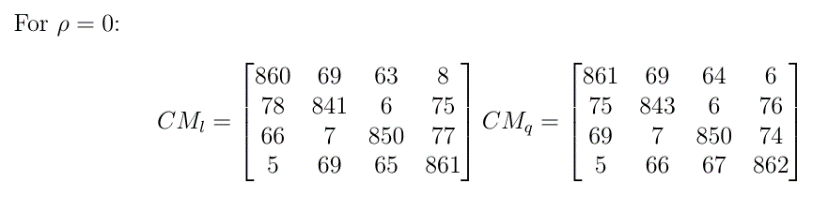 For ρ = 0:
860 69 63 8 861 69 64 6
78 841 6 75 75 843 6 76
CM_l = CM_q =
66 7 850 77 69 7 850 74
5 69 65 861 5 66 67 862